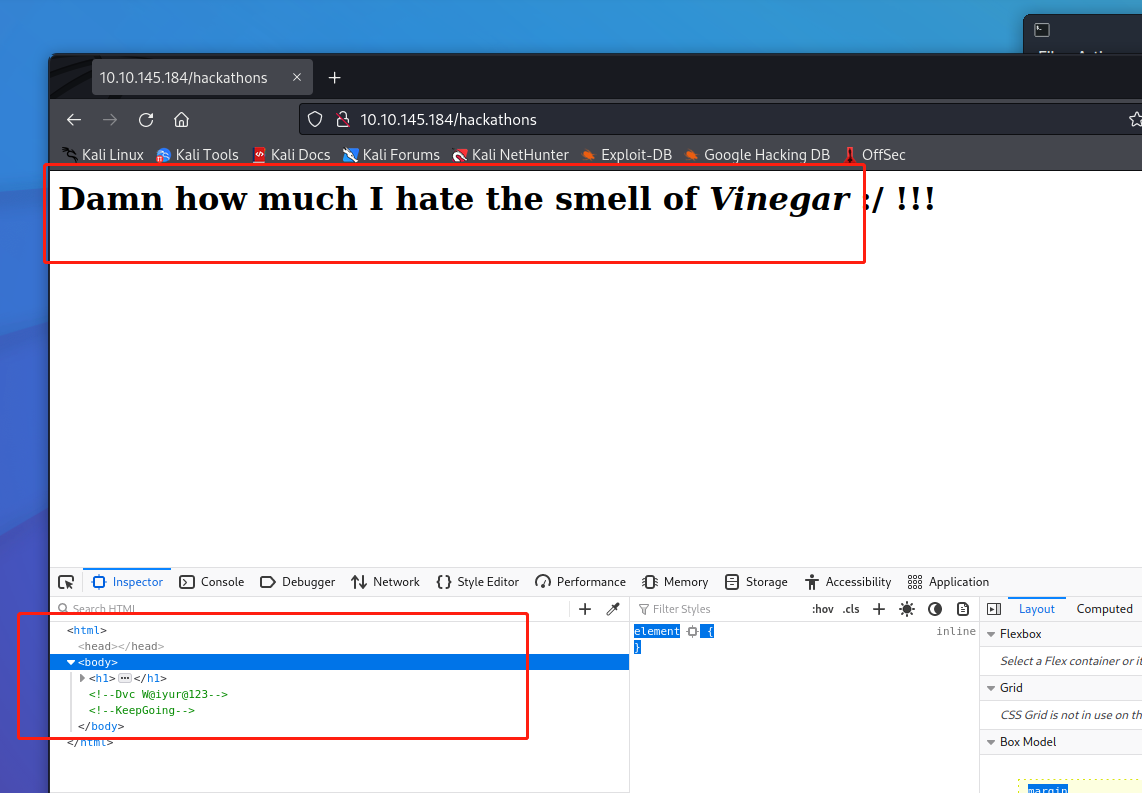 10.10.145.184/hackathons
10.10.145.184/hackathons
Kali Linux Kali Tools Kali Docs Kali Forums Kali NetHunter Exploit-DB Google Hacking DB OffSec
Damn how much I hate the smell of Vinegar :/ !!!
Inspector Console Debugger Network Style Editor Performance Memory Storage Accessibility Application
Search HTML Filter Styles :hov .cls Layout Computed
<html>
<head></head>
<body>
<h1>…</h1>
<!--Dvc W@iyur@123-->
<!--KeepGoing-->
</body>
</html>
element { inline
}
Flexbox
Select a Flex container or it
Grid
CSS Grid is not in use on th
Box Model
margin